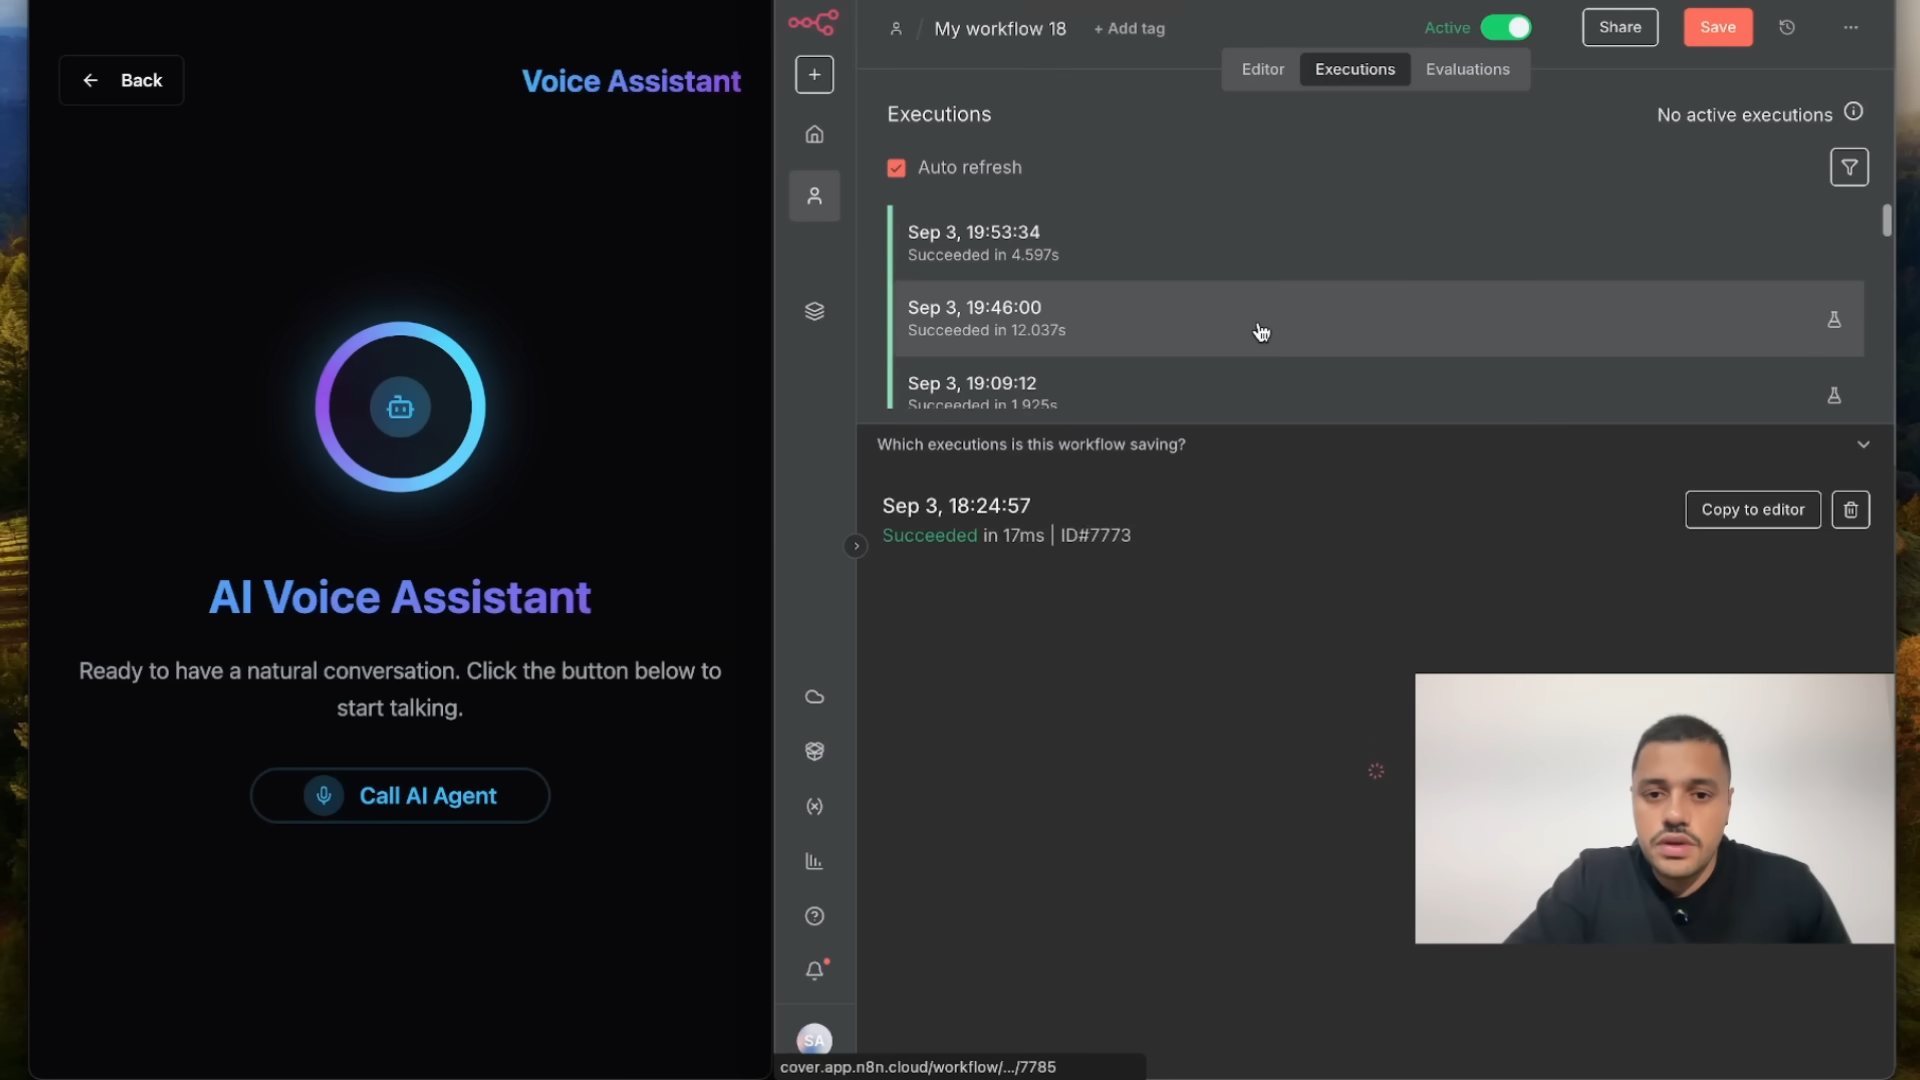 Back
Voice Assistant
AI Voice Assistant
Ready to have a natural conversation. Click the button below to
start talking.
Call AI Agent
/ My workflow 18
+ Add tag
Active
Share
Save
Editor
Executions
Evaluations
Executions
No active executions
Auto refresh
Sep 3, 19:53:34
Succeeded in 4.597s
Sep 3, 19:46:00
Succeeded in 12.037s
Sep 3, 19:09:12
Succeeded in 1.925s
Which executions is this workflow saving?
Sep 3, 18:24:57
Succeeded in 17ms | ID#7773
Copy to editor
SA
cover.app.n8n.cloud/workflow/.../7785